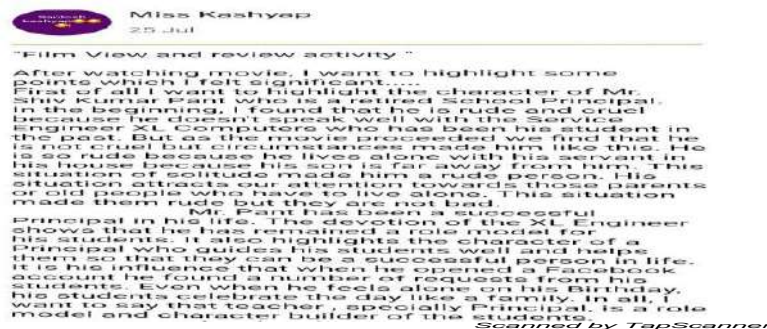 Miss Kashyap
25 Jul
"Film View and review activity "
After watching movie, I want to highlight some
points which I felt significant.....
First of all I want to highlight the character of Mr.
Shiv Kumar Pant who is a retired School Principal.
In the beginning, I found that he is rude and cruel
because he doesn't speak well with the Service
Engineer XL Computers who has been his student in
the past. But as the movie proceeded we find that he
is not cruel but circumstances made him like this. He
is so rude because he lives alone with his servant in
his house because his son is far away from him. This
situation of solitude made him a rude person. His
situation attracts our attention towards those parents
or old people who have to live alone. This situation
made them rude but they are not bad.
Mr. Pant has been a successful
Principal in his life. The devotion of the XL Engineer
shows that he has remained a role model for
his students. It also highlights the character of a
Principal who guides his students well and helps
them so that they can be a successful person in life.
It is his influence that when he opened a Facebook
account he found a number of requests from his
students. Even when he feels alone on his Birthday,
his students celebrate the day like a family. In all, I
want to say that teacher , specially Principal, is a role
model and character builder of the students.
Scanned by TapScanner